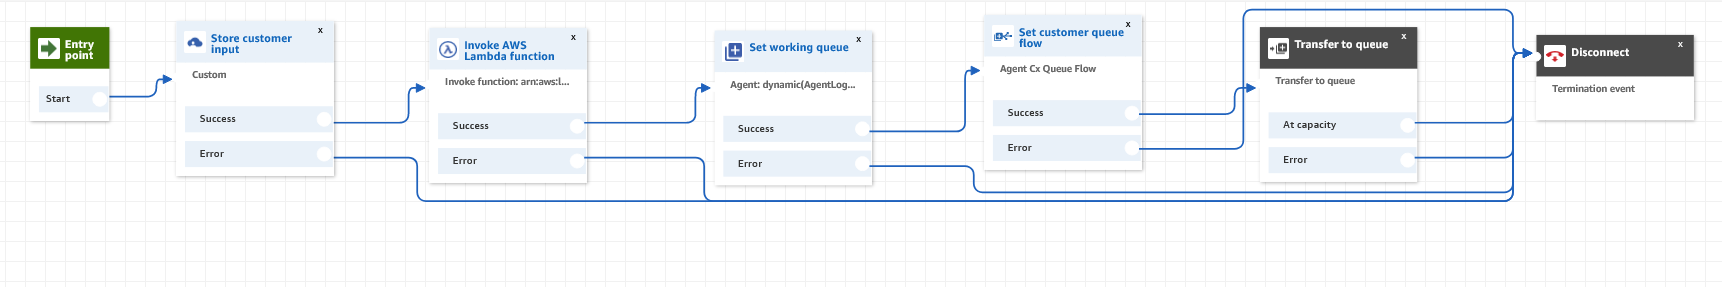 Entry
point
Start
x
Store customer
input
Custom
Success
Error
x
Invoke AWS
Lambda function
Invoke function: arn:aws:l...
Success
Error
x
Set working queue
Agent: dynamic(AgentLog...
Success
Error
x
Set customer queue
flow
Agent Cx Queue Flow
Success
Error
x
Transfer to queue
Transfer to queue
At capacity
Error
x
Disconnect
Termination event